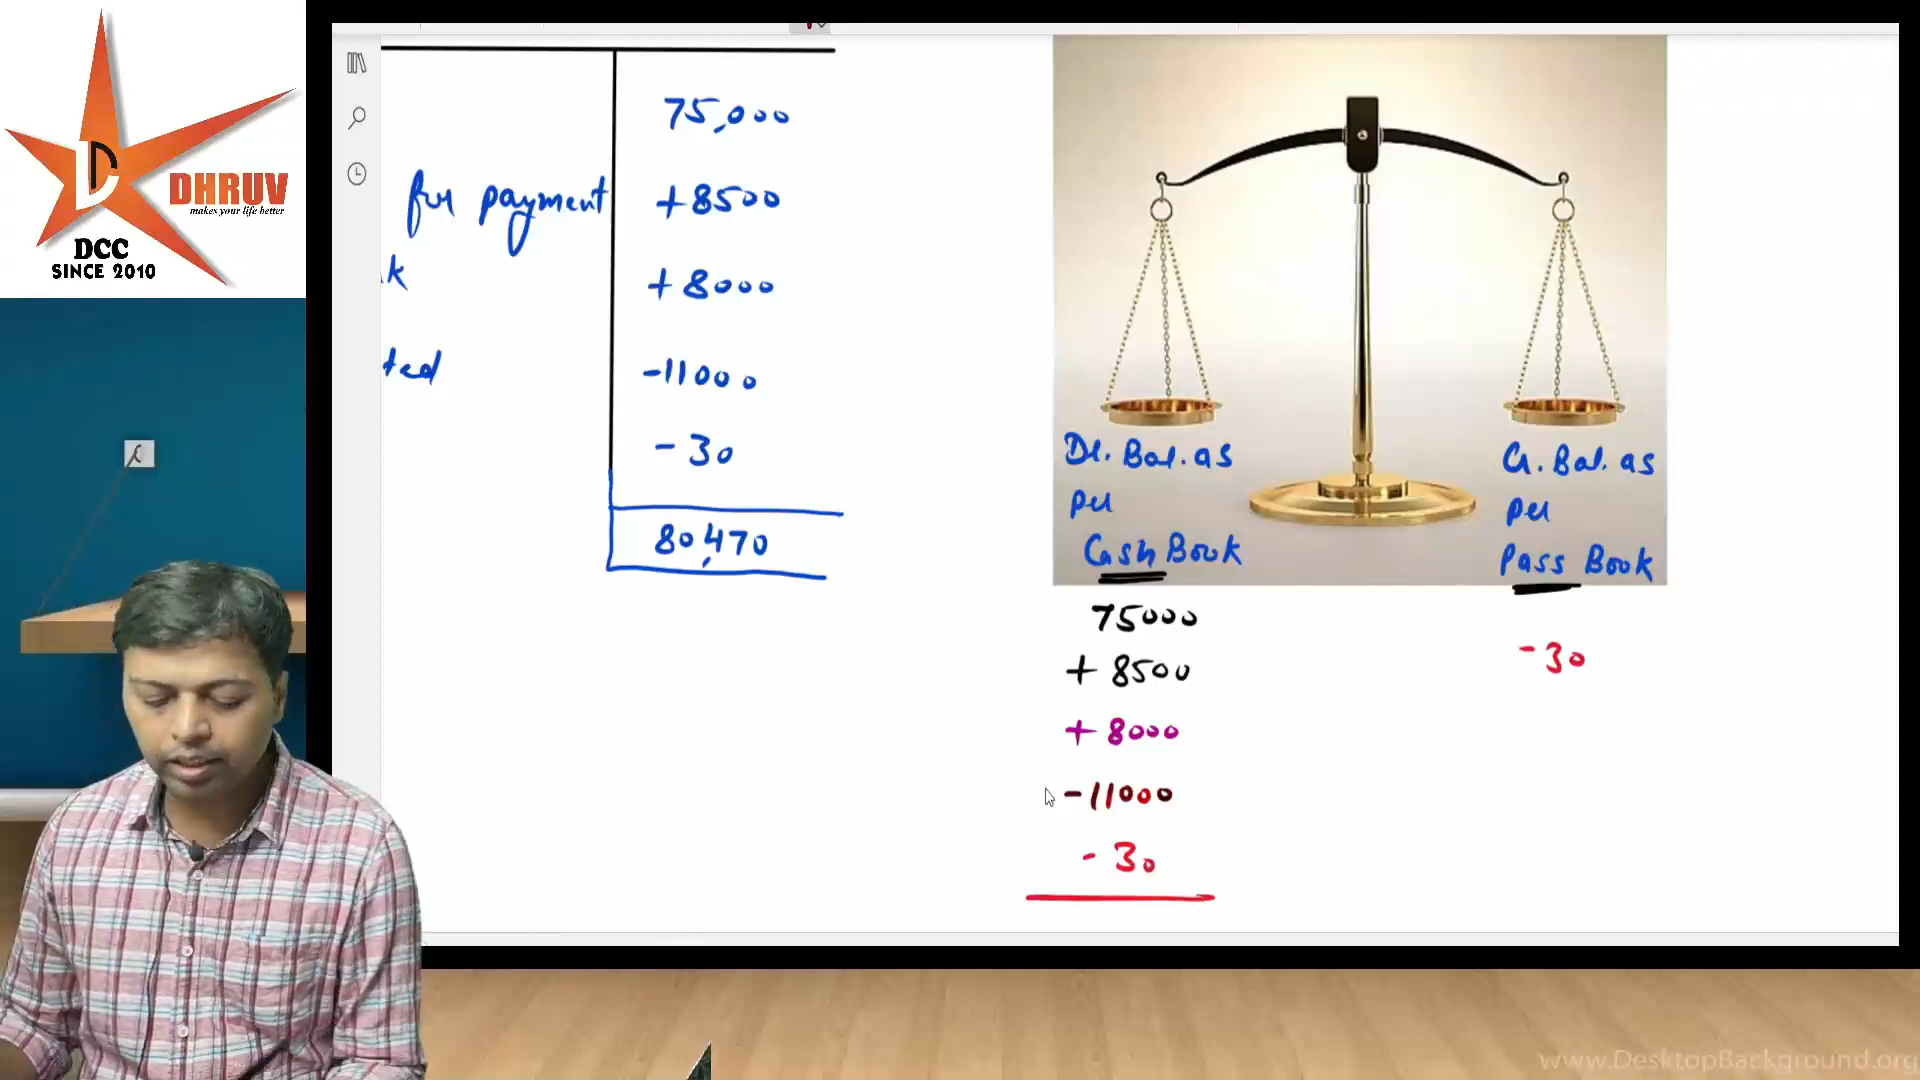 DHRUV
makes your life better
DCC
SINCE 2010
75,000
for payment +8500
k +8000
ted -11000
- 30
80,470
Dr. Bal. as
per
Cash Book
Cr. Bal. as
per
Pass Book
75000
+ 8500
+ 8000
-11000
- 30
- 30
www.DesktopBackground.org